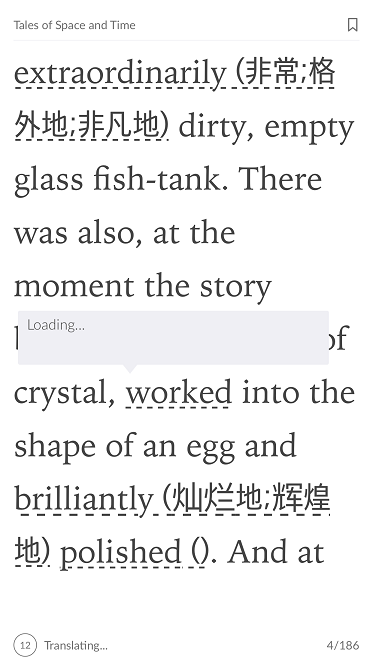 Tales of Space and Time
extraordinarily (非常;格
外地;非凡地) dirty, empty
glass fish-tank. There
was also, at the
moment the story
Loading...
of
crystal, worked into the
shape of an egg and
brilliantly (灿烂地;辉煌
地) polished (). And at
12 Translating... 4/186